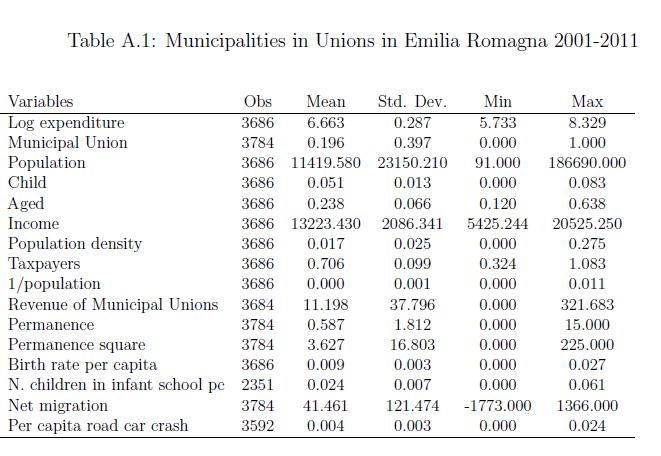 Table A.1: Municipalities in Unions in Emilia Romagna 2001-2011
Variables Obs Mean Std. Dev. Min Max
Log expenditure 3686 6.663 0.287 5.733 8.329
Municipal Union 3784 0.196 0.397 0.000 1.000
Population 3686 11419.580 23150.210 91.000 186690.000
Child 3686 0.051 0.013 0.000 0.083
Aged 3686 0.238 0.066 0.120 0.638
Income 3686 13223.430 2086.341 5425.244 20525.250
Population density 3686 0.017 0.025 0.000 0.275
Taxpayers 3686 0.706 0.099 0.324 1.083
1/population 3686 0.000 0.001 0.000 0.011
Revenue of Municipal Unions 3684 11.198 37.796 0.000 321.683
Permanence 3784 0.587 1.812 0.000 15.000
Permanence square 3784 3.627 16.803 0.000 225.000
Birth rate per capita 3686 0.009 0.003 0.000 0.027
N. children in infant school pc 2351 0.024 0.007 0.000 0.061
Net migration 3784 41.461 121.474 -1773.000 1366.000
Per capita road car crash 3592 0.004 0.003 0.000 0.024